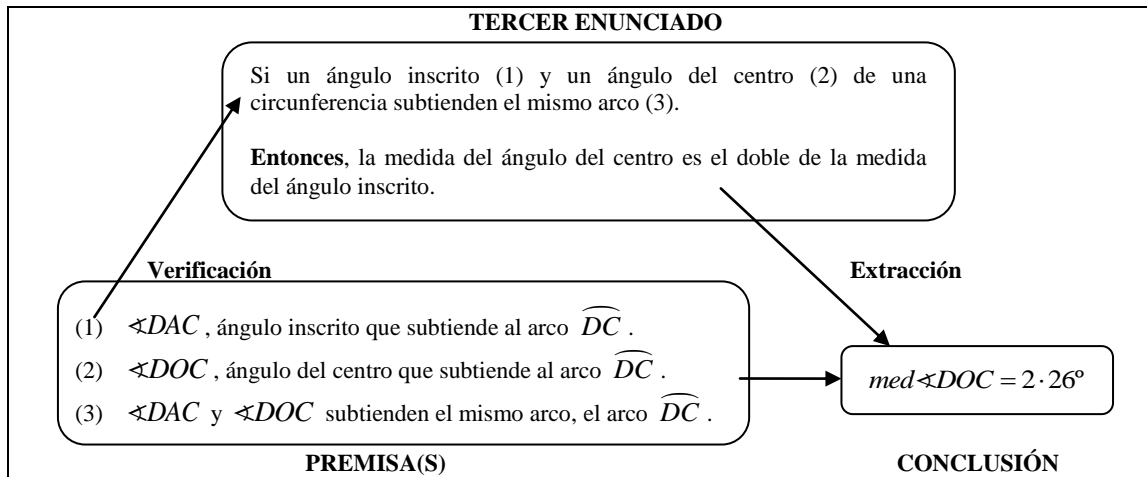 TERCER ENUNCIADO
Si un ángulo inscrito (1) y un ángulo del centro (2) de una
circunferencia subtienden el mismo arco (3).
Entonces, la medida del ángulo del centro es el doble de la medida
del ángulo inscrito.
Verificación
Extracción
(1) ∢DAC, ángulo inscrito que subtiende al arco \widehat{DC}.
(2) ∢DOC, ángulo del centro que subtiende al arco \widehat{DC}.
(3) ∢DAC y ∢DOC subtienden el mismo arco, el arco \widehat{DC}.
med∢DOC = 2·26º
PREMISA(S)
CONCLUSIÓN